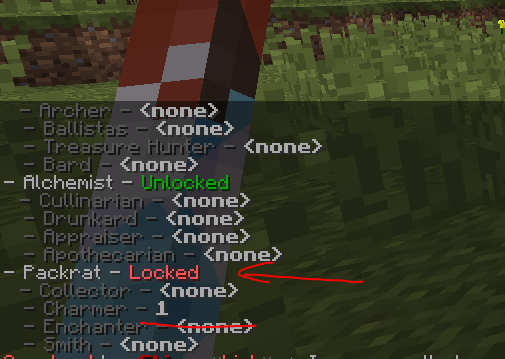 - Archer - <none>
- Ballistas - <none>
- Treasure Hunter - <none>
- Bard - <none>
- Alchemist - Unlocked
- Cullinarian - <none>
- Drunkard - <none>
- Appraiser - <none>
- Apothecarian - <none>
- Packrat - Locked
- Collector - <none>
- Charmer - 1
- Enchanter - <none>
- Smith - <none>